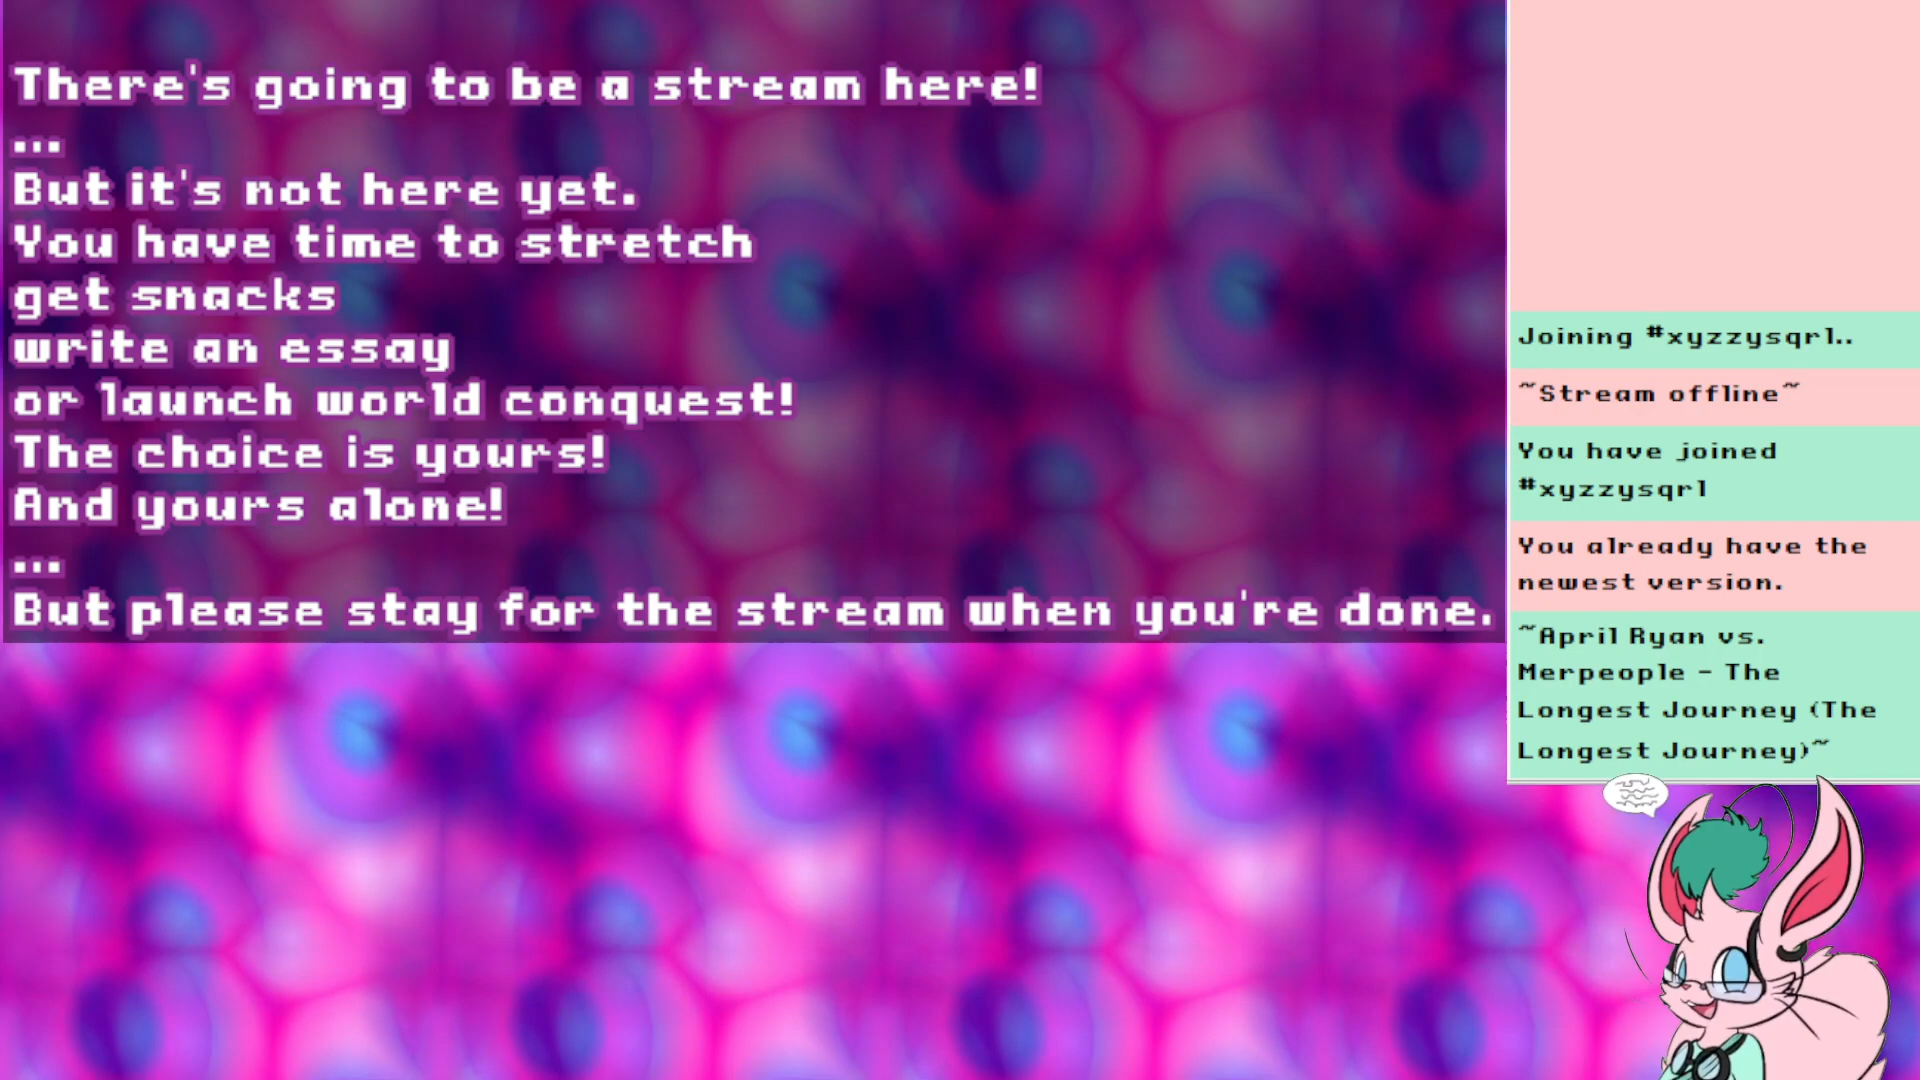 There's going to be a stream here!
...
But it's not here yet.
You have time to stretch
get snacks
write an essay
or launch world conquest!
The choice is yours!
And yours alone!
...
But please stay for the stream when you're done.
Joining #xyzzysqrl..
~Stream offline~
You have joined
#xyzzysqrl
You already have the
newest version.
~April Ryan vs.
Merpeople - The
Longest Journey (The
Longest Journey)~